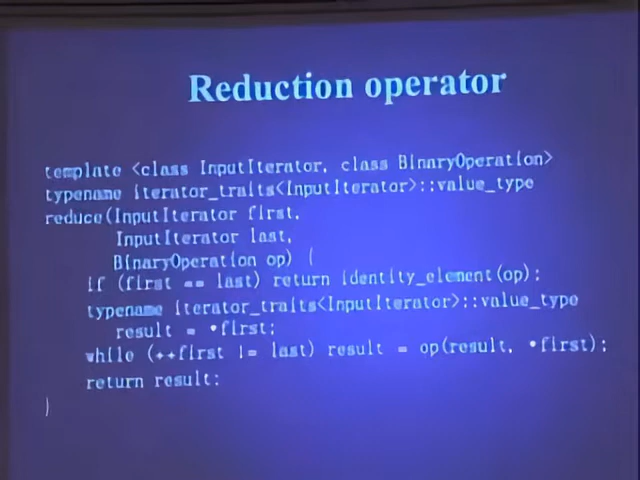 Reduction operator
template <class InputIterator, class BinaryOperation>
typename iterator_traits<InputIterator>::value_type
reduce(InputIterator first,
InputIterator last,
BinaryOperation op) {
if (first == last) return identity_element(op);
typename iterator_traits<InputIterator>::value_type
result = *first;
while (++first != last) result = op(result, *first);
return result;
}